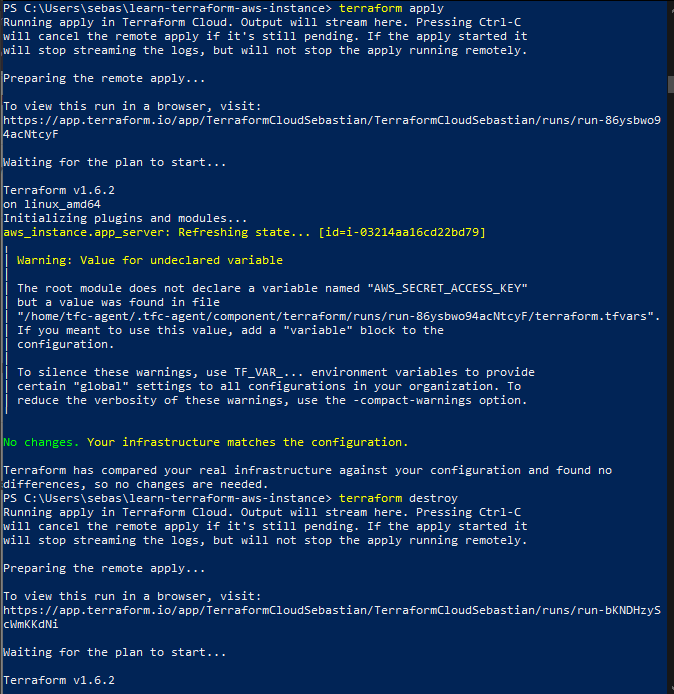 PS C:\Users\sebas\learn-terraform-aws-instance> terraform apply
Running apply in Terraform Cloud. Output will stream here. Pressing Ctrl-C
will cancel the remote apply if it's still pending. If the apply started it
will stop streaming the logs, but will not stop the apply running remotely.
Preparing the remote apply...
To view this run in a browser, visit:
https://app.terraform.io/app/TerraformCloudSebastian/TerraformCloudSebastian/runs/run-86ysbwo9
4acNtcyF
Waiting for the plan to start...
Terraform v1.6.2
on linux_amd64
Initializing plugins and modules...
aws_instance.app_server: Refreshing state... [id=i-03214aa16cd22bd79]
Warning: Value for undeclared variable
The root module does not declare a variable named "AWS_SECRET_ACCESS_KEY"
but a value was found in file
"/home/tfc-agent/.tfc-agent/component/terraform/runs/run-86ysbwo94acNtcyF/terraform.tfvars".
If you meant to use this value, add a "variable" block to the
configuration.
To silence these warnings, use TF_VAR_... environment variables to provide
certain "global" settings to all configurations in your organization. To
reduce the verbosity of these warnings, use the -compact-warnings option.
No changes. Your infrastructure matches the configuration.
Terraform has compared your real infrastructure against your configuration and found no
differences, so no changes are needed.
PS C:\Users\sebas\learn-terraform-aws-instance> terraform destroy
Running apply in Terraform Cloud. Output will stream here. Pressing Ctrl-C
will cancel the remote apply if it's still pending. If the apply started it
will stop streaming the logs, but will not stop the apply running remotely.
Preparing the remote apply...
To view this run in a browser, visit:
https://app.terraform.io/app/TerraformCloudSebastian/TerraformCloudSebastian/runs/run-bKNDHzyS
cWmKKdNi
Waiting for the plan to start...
Terraform v1.6.2